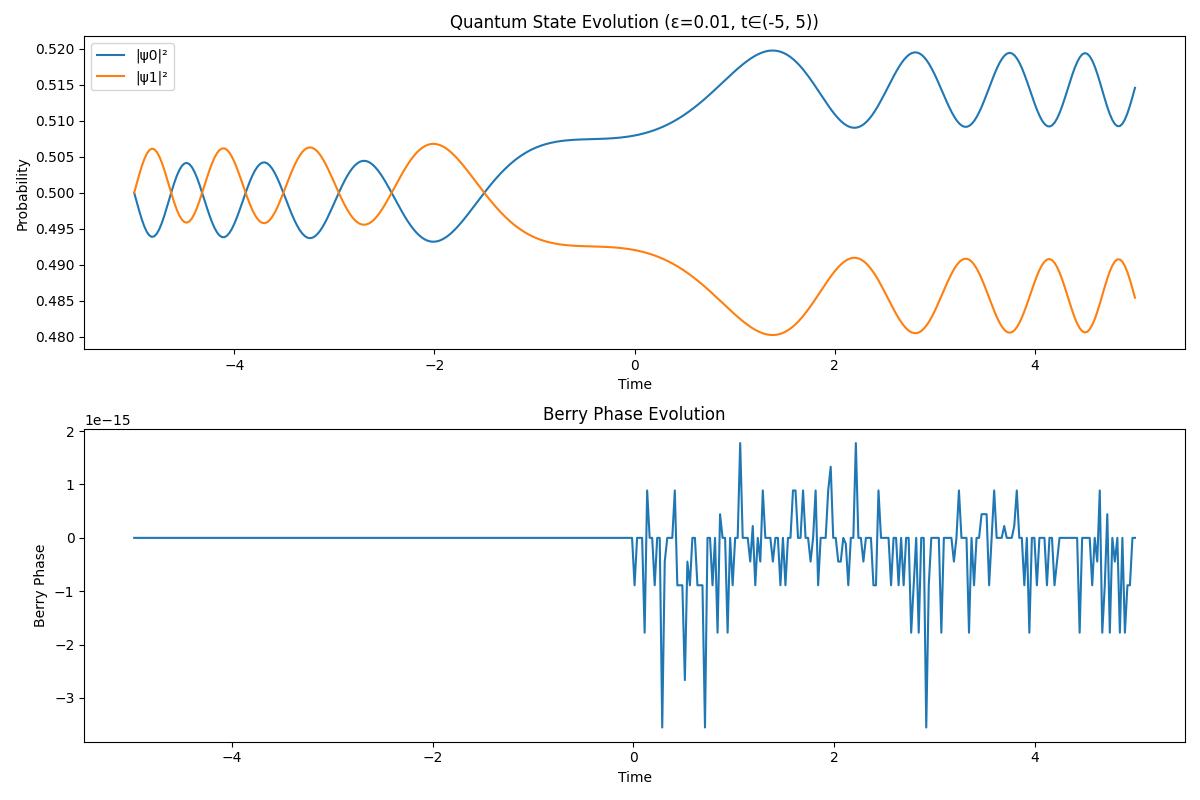 Quantum State Evolution (ε=0.01, t∈(-5, 5))
|ψ0|²
|ψ1|²
0.520
0.515
0.510
0.505
0.500
0.495
0.490
0.485
0.480
Probability
−4
−2
0
2
4
Time
Berry Phase Evolution
1e−15
2
1
0
−1
−2
−3
Berry Phase
−4
−2
0
2
4
Time